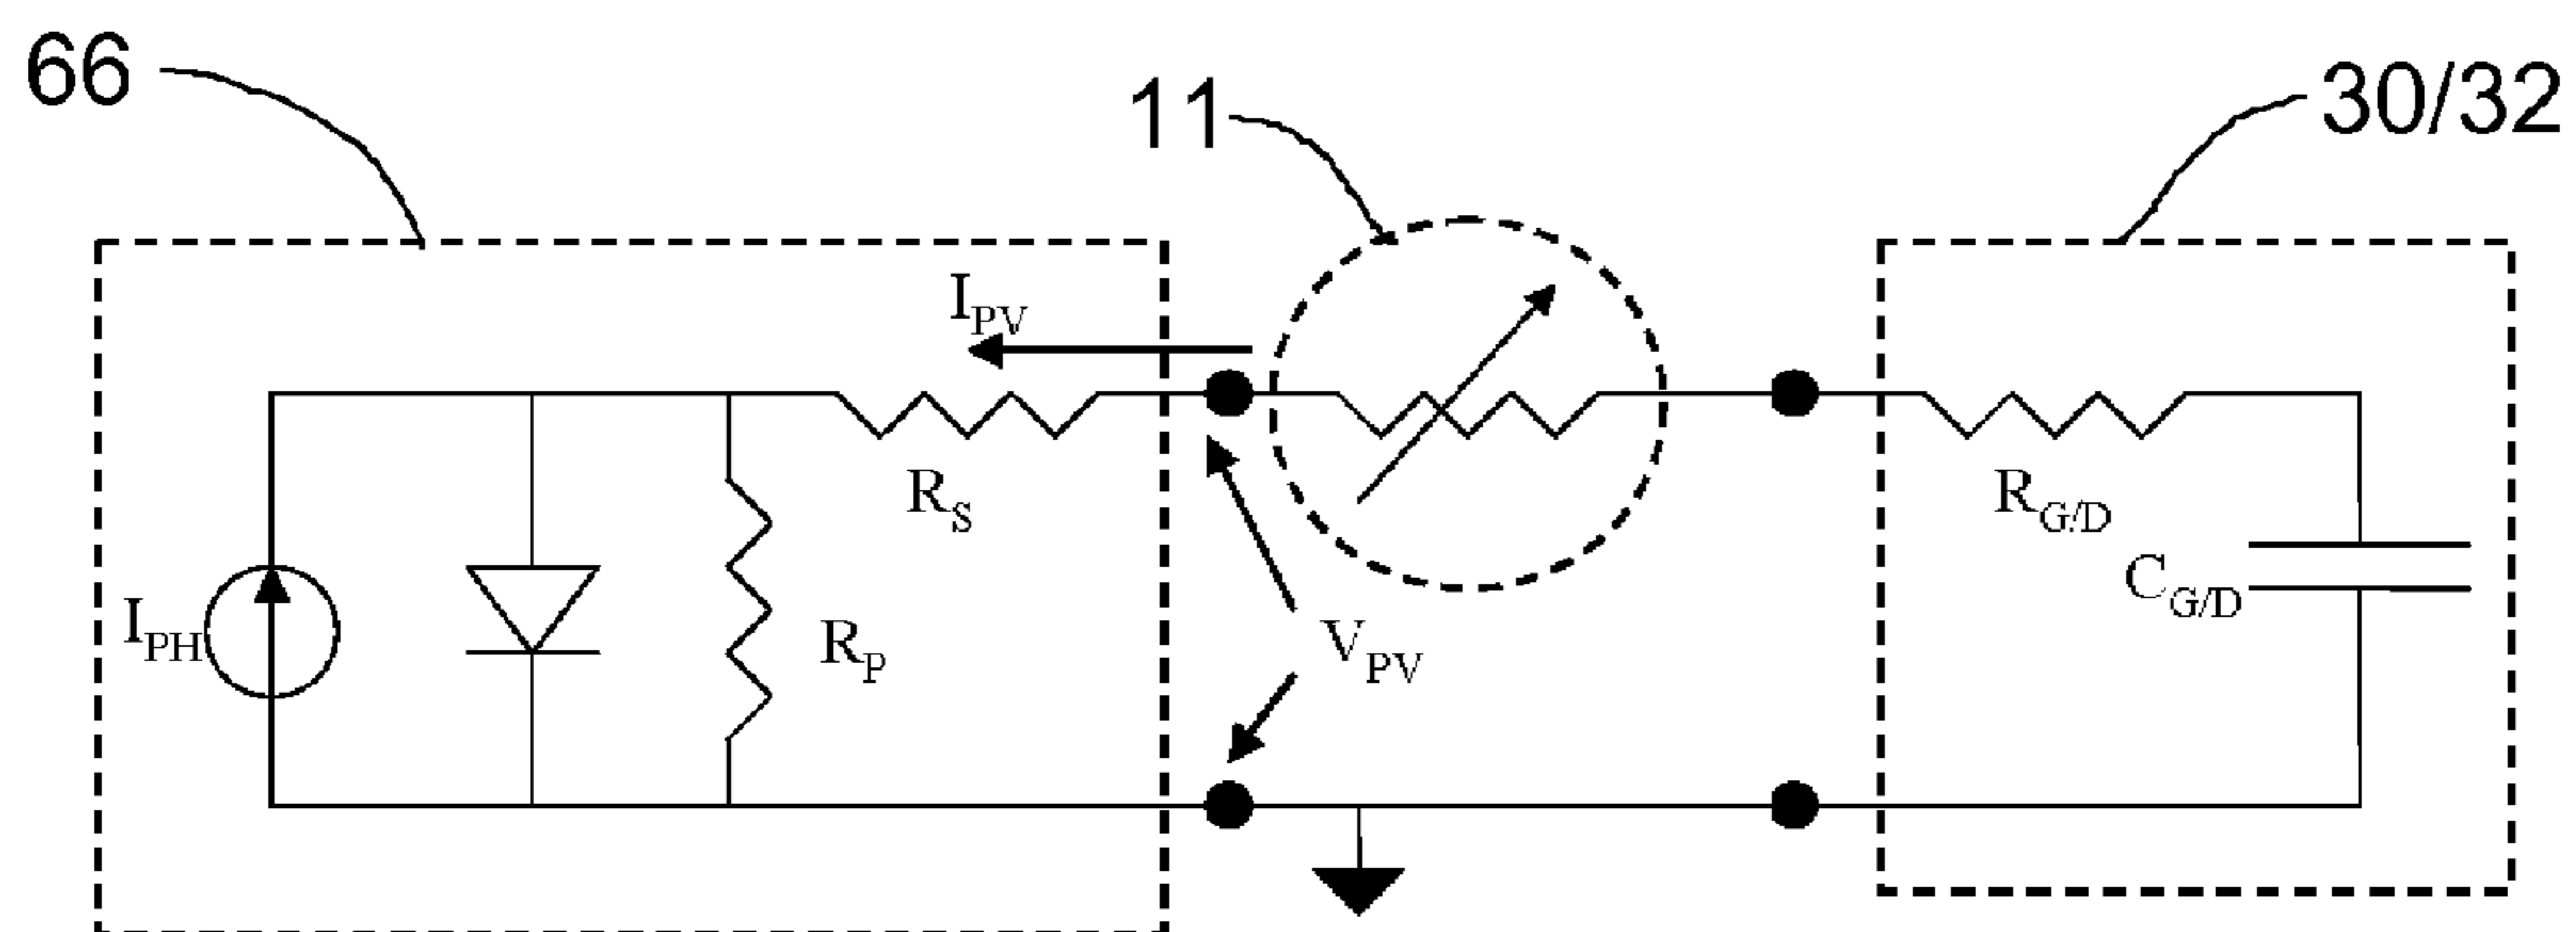 66
11
30/32
I_PV
R_S
R_G/D
C_G/D
I_PH
R_P
V_PV